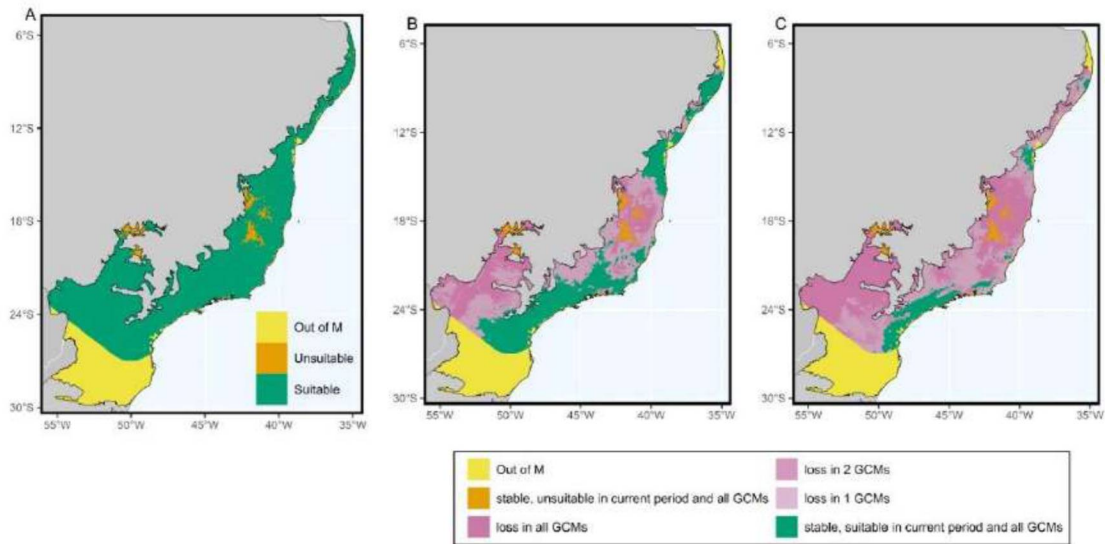 A
6°S
12°S
18°S
24°S
30°S
55°W
50°W
45°W
40°W
35°W
Out of M
Unsuitable
Suitable
B
6°S
12°S
18°S
24°S
30°S
55°W
50°W
45°W
40°W
35°W
C
6°S
12°S
18°S
24°S
30°S
55°W
50°W
45°W
40°W
35°W
Out of M
stable, unsuitable in current period and all GCMs
loss in all GCMs
loss in 2 GCMs
loss in 1 GCMs
stable, suitable in current period and all GCMs